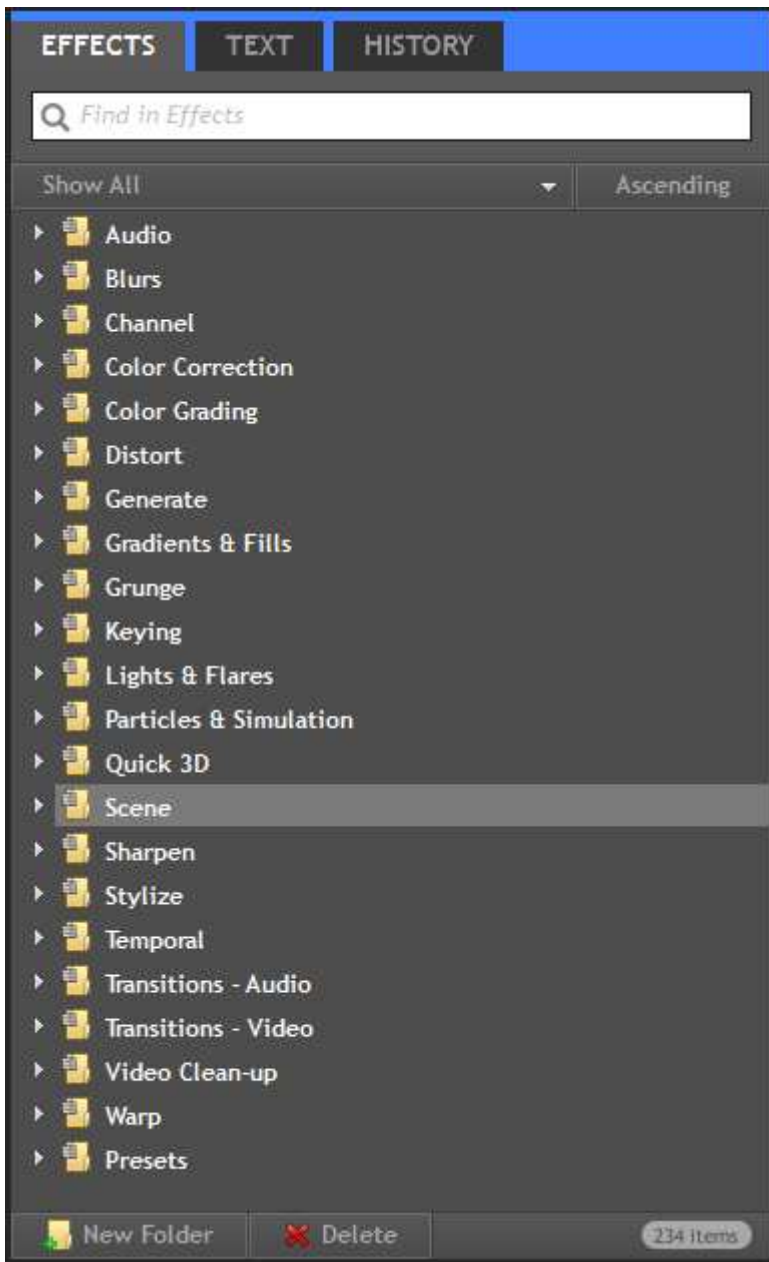 EFFECTS TEXT HISTORY
Find in Effects
Show All Ascending
Audio
Blurs
Channel
Color Correction
Color Grading
Distort
Generate
Gradients & Fills
Grunge
Keying
Lights & Flares
Particles & Simulation
Quick 3D
Scene
Sharpen
Stylize
Temporal
Transitions - Audio
Transitions - Video
Video Clean-up
Warp
Presets
New Folder Delete 234 items